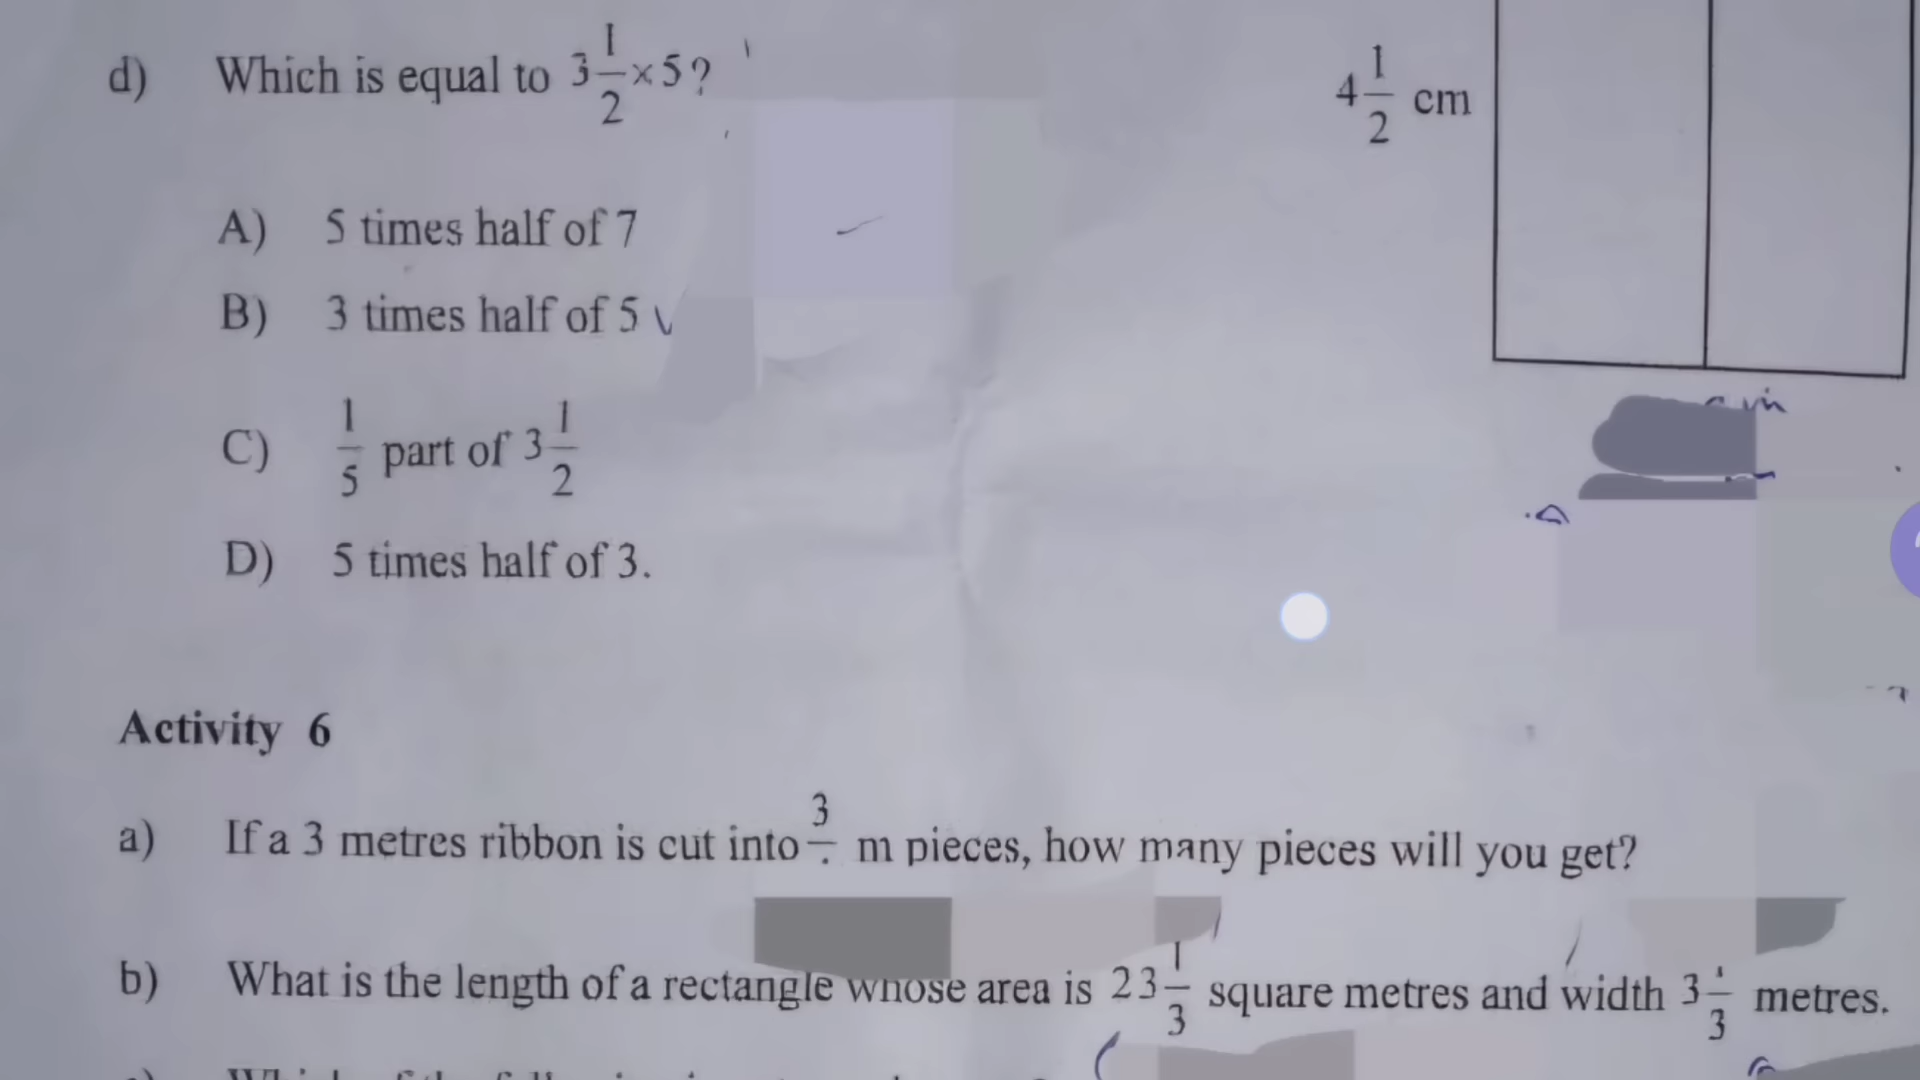 d) Which is equal to 3 1/2 × 5?
4 1/2 cm
A) 5 times half of 7
B) 3 times half of 5
C) 1/5 part of 3 1/2
D) 5 times half of 3.
Activity 6
a) If a 3 metres ribbon is cut into 3/ m pieces, how many pieces will you get?
b) What is the length of a rectangle whose area is 23 1/3 square metres and width 3 1/3 metres.